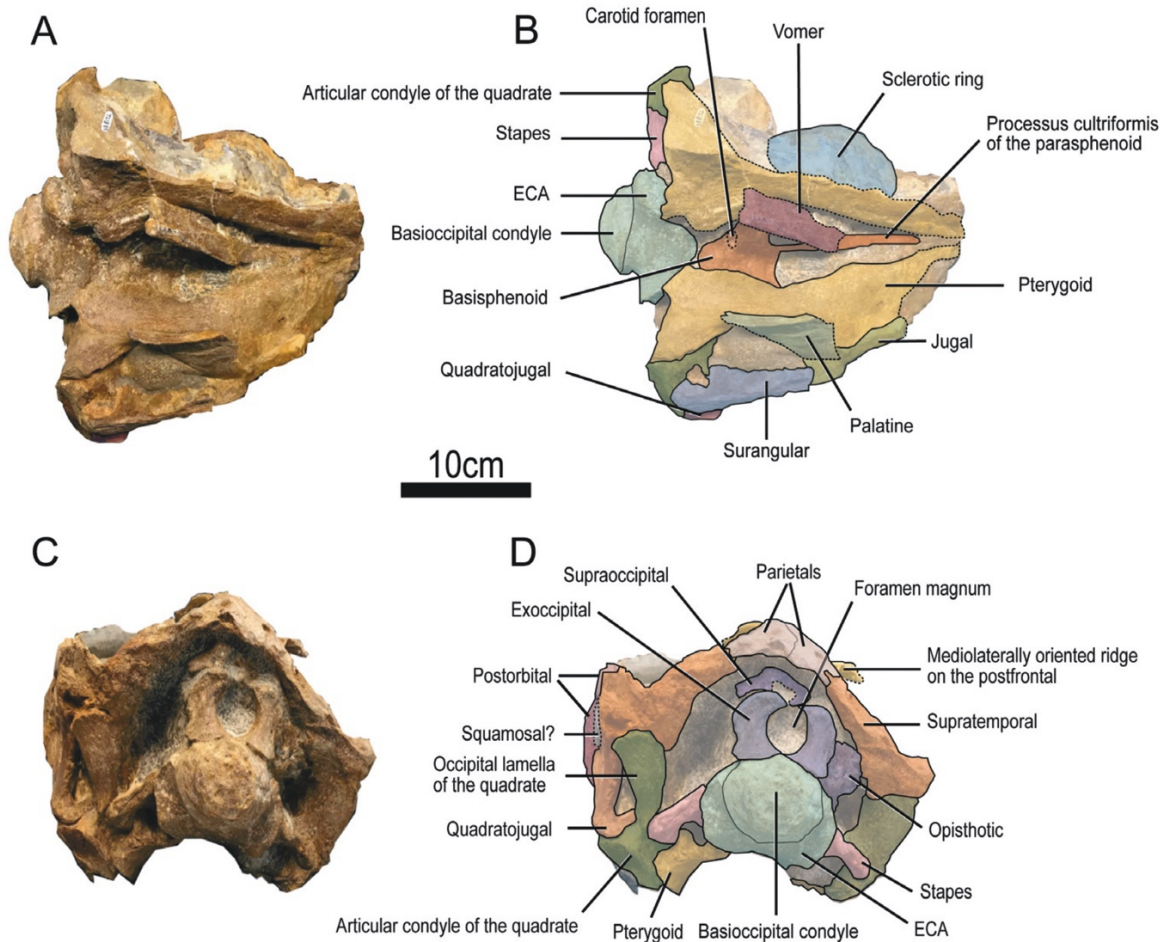 A
B
Carotid foramen
Vomer
Articular condyle of the quadrate
Sclerotic ring
Stapes
Processus cultriformis
of the parasphenoid
ECA
Basioccipital condyle
Basisphenoid
Pterygoid
Jugal
Quadratojugal
Palatine
Surangular
10cm
C
D
Supraoccipital
Parietals
Foramen magnum
Exoccipital
Mediolaterally oriented ridge
on the postfrontal
Postorbital
Supratemporal
Squamosal?
Occipital lamella
of the quadrate
Quadratojugal
Opisthotic
Stapes
Articular condyle of the quadrate
Pterygoid
Basioccipital condyle
ECA